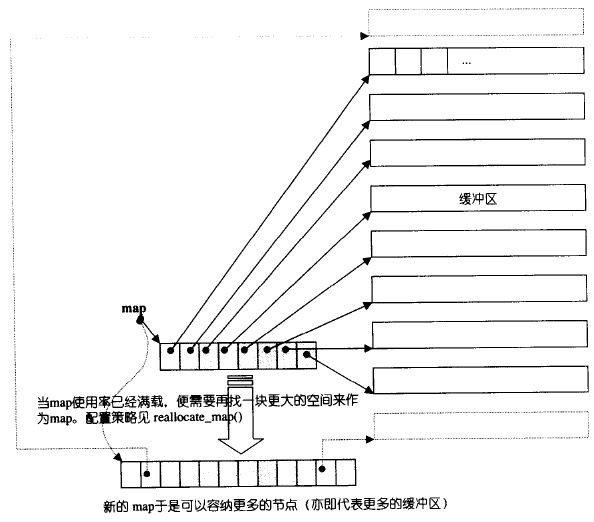 ...
缓冲区
map
当map使用率已经满载，便需要再找一块更大的空间来作
为map。配置策略见 reallocate_map()
新的 map于是可以容纳更多的节点（亦即代表更多的缓冲区）